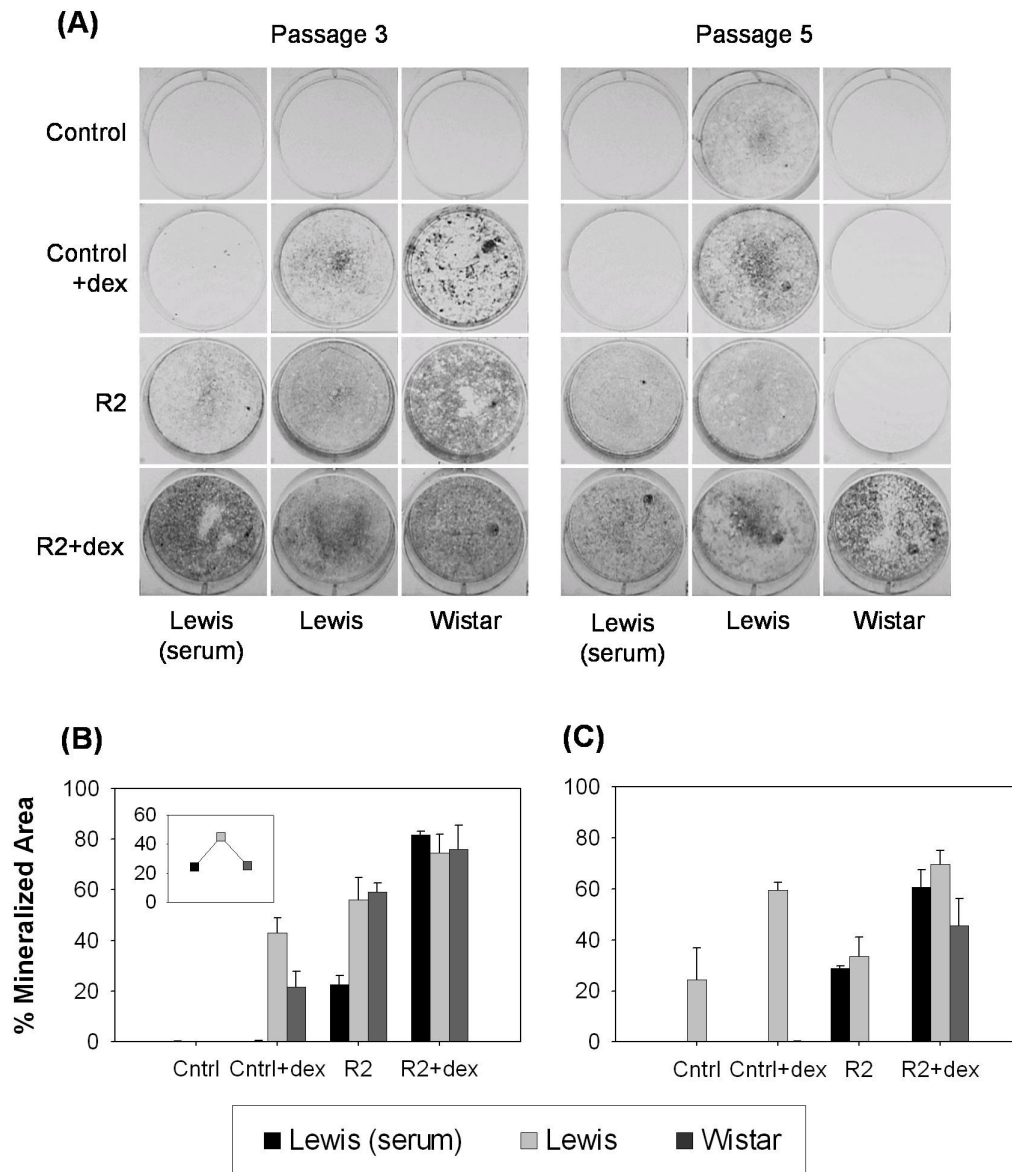 (A)
Passage 3 Passage 5
Control
Control
+dex
R2
R2+dex
Lewis
(serum) Lewis Wistar Lewis
(serum) Lewis Wistar
(B) (C)
% Mineralized Area
100
80
60
40
20
0
60
40
20
0
Cntrl Cntrl+dex R2 R2+dex
100
80
60
40
20
0
Cntrl Cntrl+dex R2 R2+dex
Lewis (serum) Lewis Wistar